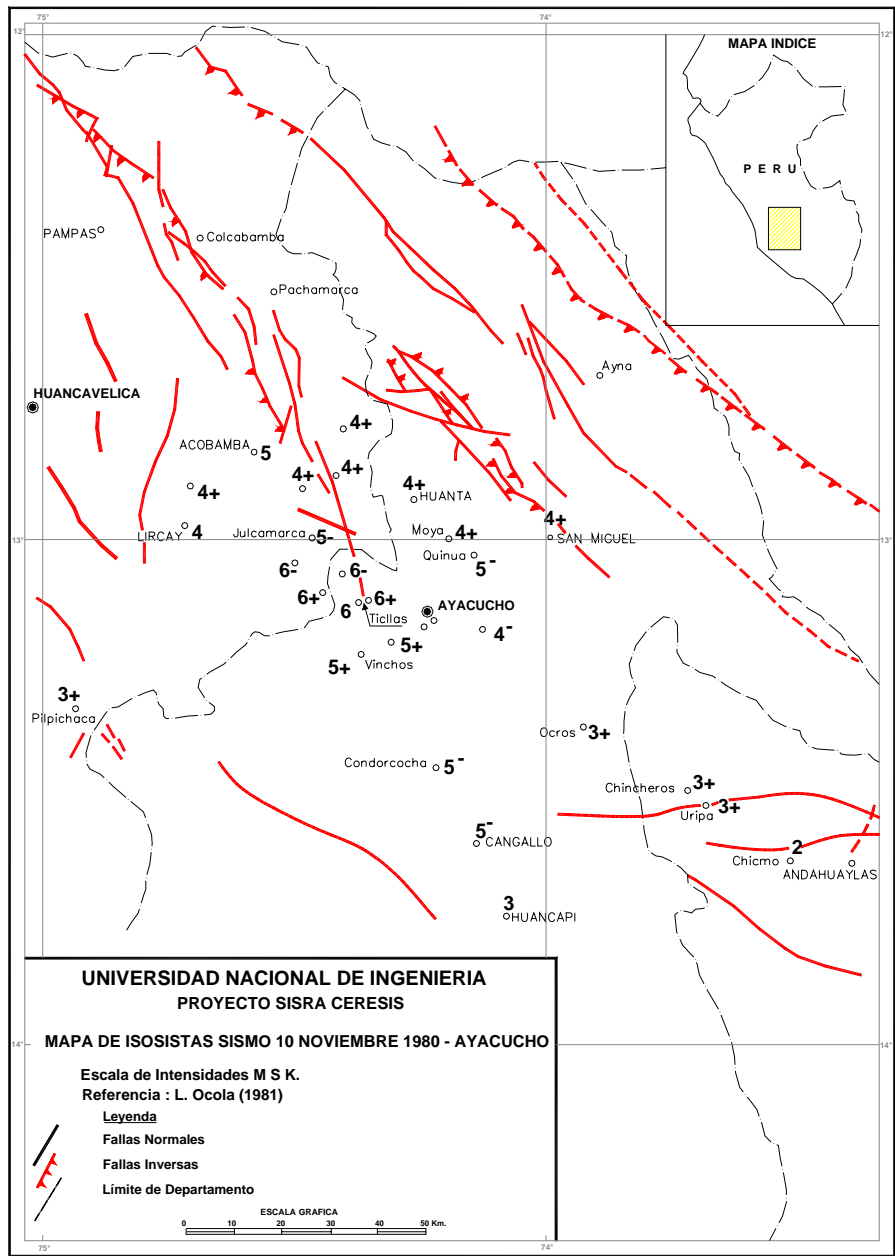 75°
74°
12°
12°
MAPA INDICE
P E R U
PAMPAS
Colcabamba
Pachamarca
Ayna
HUANCAVELICA
4+
ACOBAMBA
5
4+
4+
4+
4+
HUANTA
4+
LIRCAY
4
Julcamarca
5-
Moya
4+
SAN MIGUEL
13°
13°
Quinua
5-
6-
6-
6+
6
6+
Ticllas
AYACUCHO
4-
5+
5+
Vinchos
3+
Pilpichaca
Ocros
3+
Condorcocha
5-
Chincheros
3+
3+
Uripa
5-
CANGALLO
2
Chicmo
ANDAHUAYLAS
3
HUANCAPI
UNIVERSIDAD NACIONAL DE INGENIERIA
PROYECTO SISRA CERESIS
MAPA DE ISOSISTAS SISMO 10 NOVIEMBRE 1980 - AYACUCHO
14°
14°
Escala de Intensidades M S K.
Referencia : L. Ocola (1981)
Leyenda
Fallas Normales
Fallas Inversas
Límite de Departamento
ESCALA GRAFICA
0 10 20 30 40 50 Km.
75°
74°